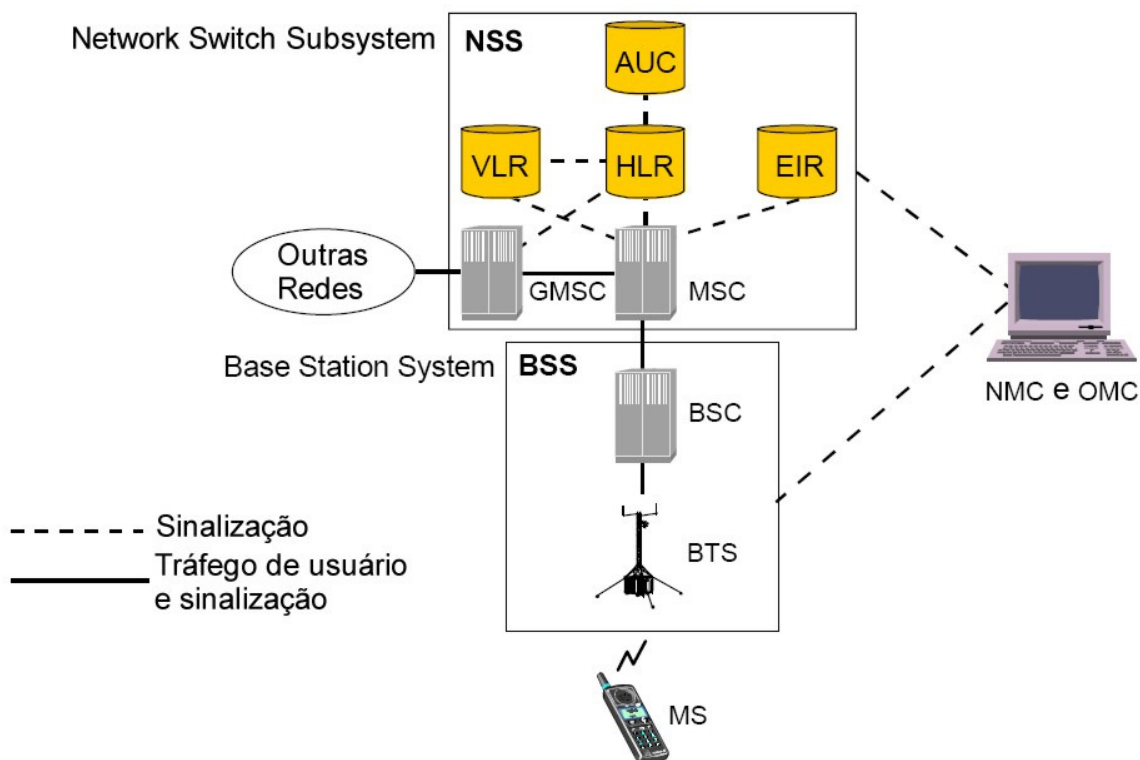 Network Switch Subsystem
NSS
AUC
VLR
HLR
EIR
Outras
Redes
GMSC
MSC
Base Station System
BSS
NMC e OMC
BSC
Sinalização
BTS
Tráfego de usuário
e sinalização
MS